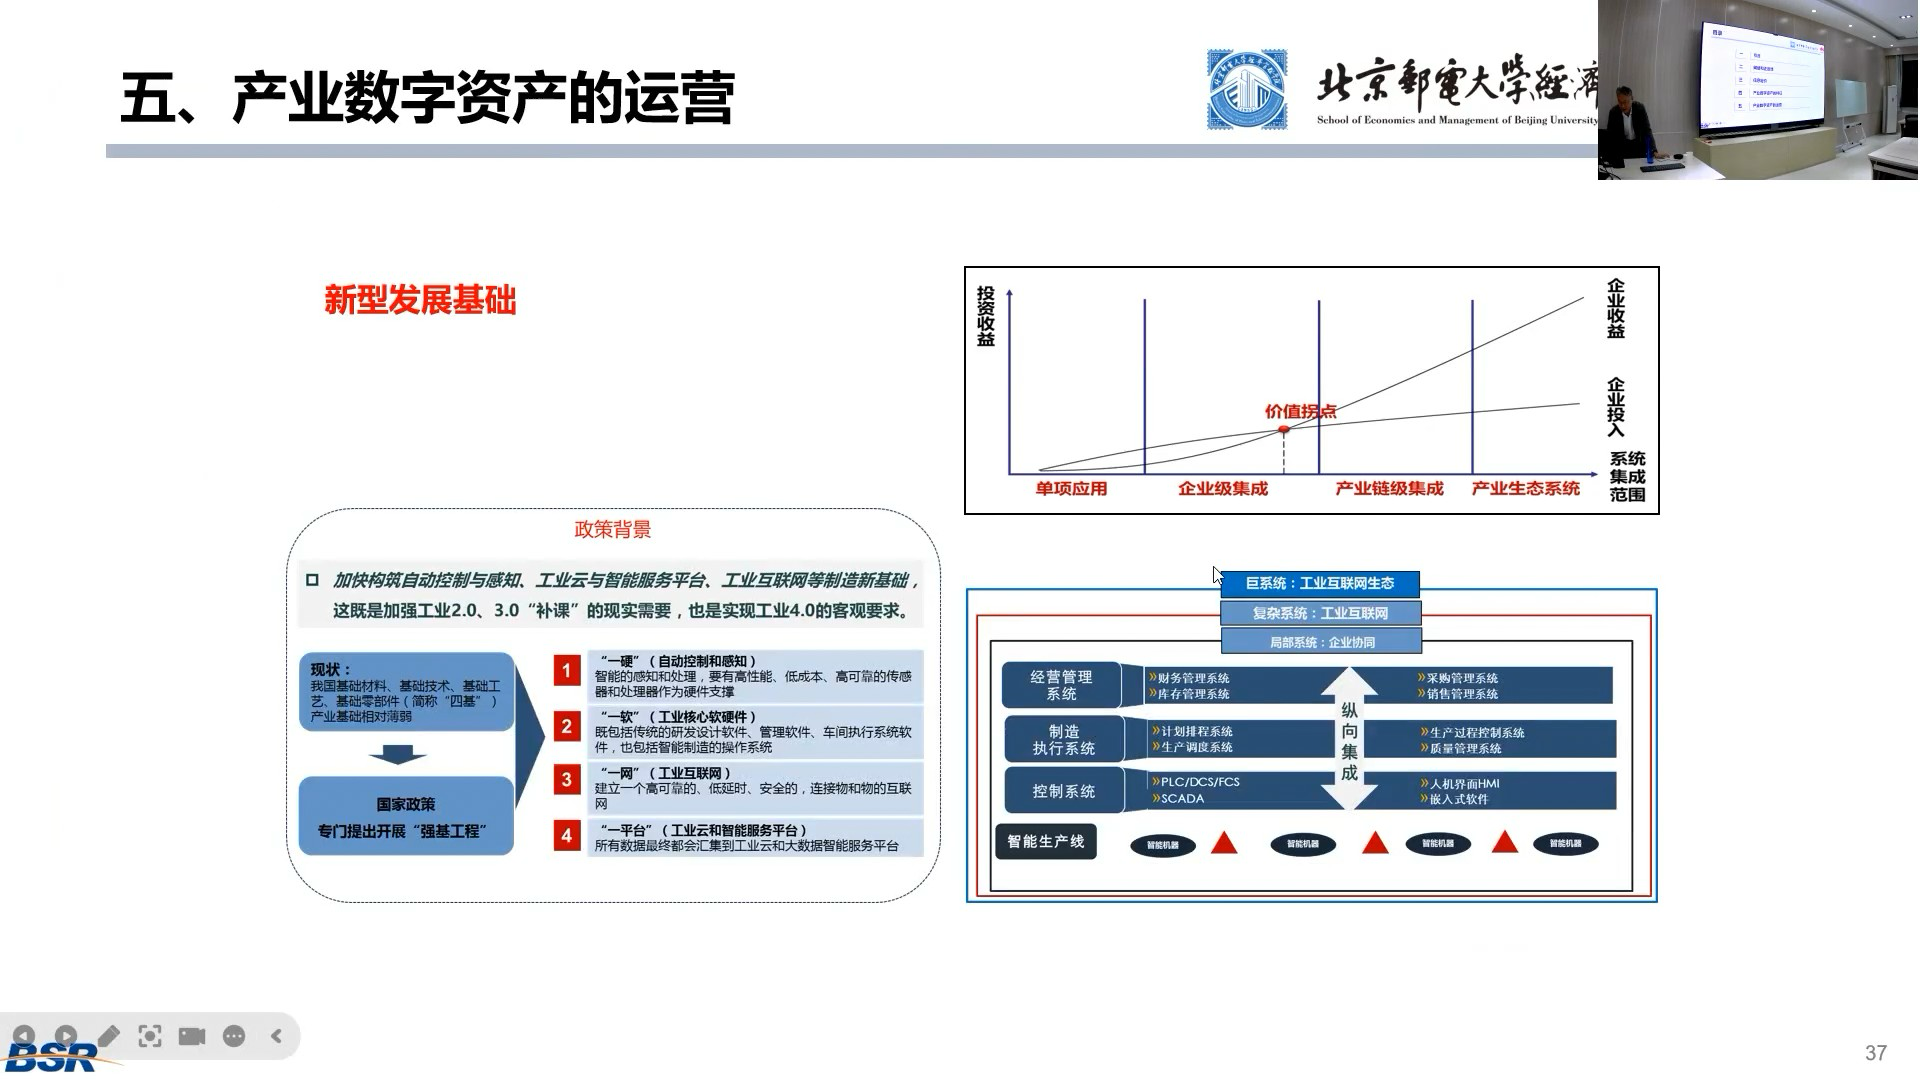 五、产业数字资产的运营
北京郵電大学經濟
School of Economics and Management of Beijing University
新型发展基础
投资收益
企业收益
价值拐点
企业投入
系统集成范围
单项应用
企业级集成
产业链级集成
产业生态系统
政策背景
加快构筑自动控制与感知、工业云与智能服务平台、工业互联网等制造新基础，
这既是加强工业2.0、3.0“补课”的现实需要，也是实现工业4.0的客观要求。
现状：
我国基础材料、基础技术、基础工
艺、基础零部件（简称“四基”）
产业基础相对薄弱
国家政策
专门提出开展“强基工程”
1
“一硬”（自动控制和感知）
智能的感知和处理，要有高性能、低成本、高可靠的传感
器和处理器作为硬件支撑
2
“一软”（工业核心软硬件）
既包括传统的研发设计软件、管理软件、车间执行系统软
件，也包括智能制造的操作系统
3
“一网”（工业互联网）
建立一个高可靠的、低延时、安全的，连接物和物的互联
网
4
“一平台”（工业云和智能服务平台）
所有数据最终都会汇集到工业云和大数据智能服务平台
巨系统：工业互联网生态
复杂系统：工业互联网
局部系统：企业协同
经营管理
系统
»财务管理系统
»库存管理系统
»采购管理系统
»销售管理系统
制造
执行系统
»计划排程系统
»生产调度系统
»生产过程控制系统
»质量管理系统
控制系统
»PLC/DCS/FCS
»SCADA
»人机界面HMI
»嵌入式软件
纵向集成
智能生产线
智能机器
智能机器
智能机器
智能机器
BSR
37